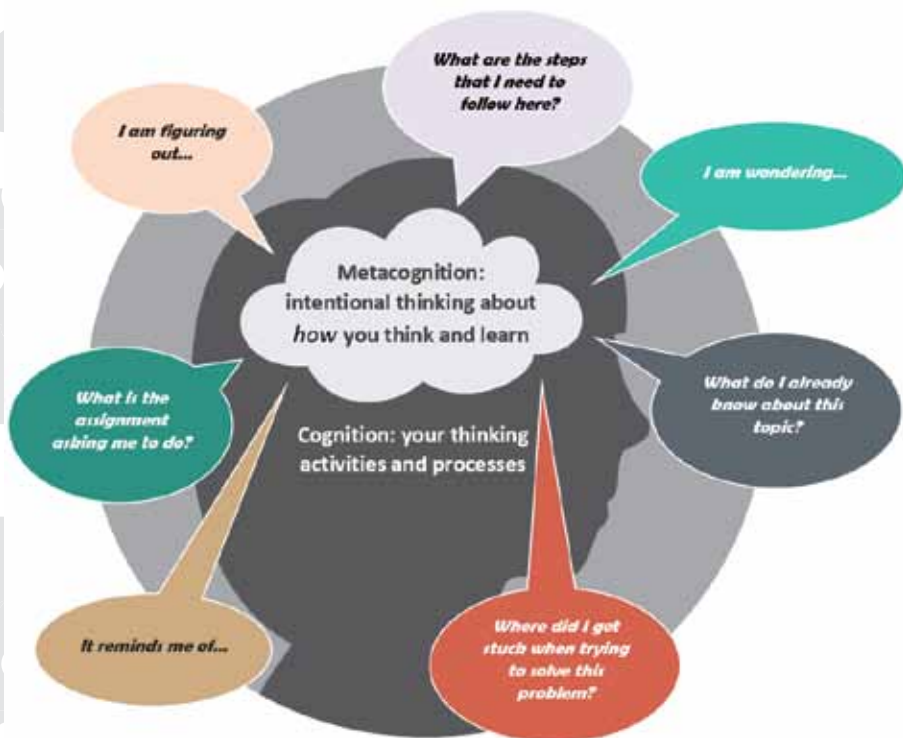 What are the steps
that I need to
follow here?
I am figuring
out...
I am wondering...
Metacognition:
intentional thinking about
how you think and learn
What is the
assignment
asking me to do?
What do I already
know about this
topic?
Cognition: your thinking
activities and processes
It reminds me of...
Where did I get
stuck when trying
to solve this
problem?